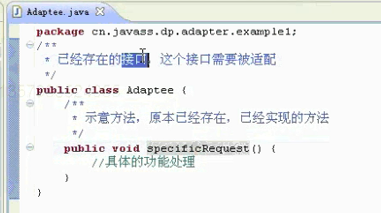 Adaptee.java
package cn.javass.dp.adapter.example1;
/**
* 已经存在的接口，这个接口需要被适配
*/
public class Adaptee {
/**
* 示意方法，原本已经存在，已经实现的方法
*/
public void specificRequest() {
//具体的功能处理
}
}